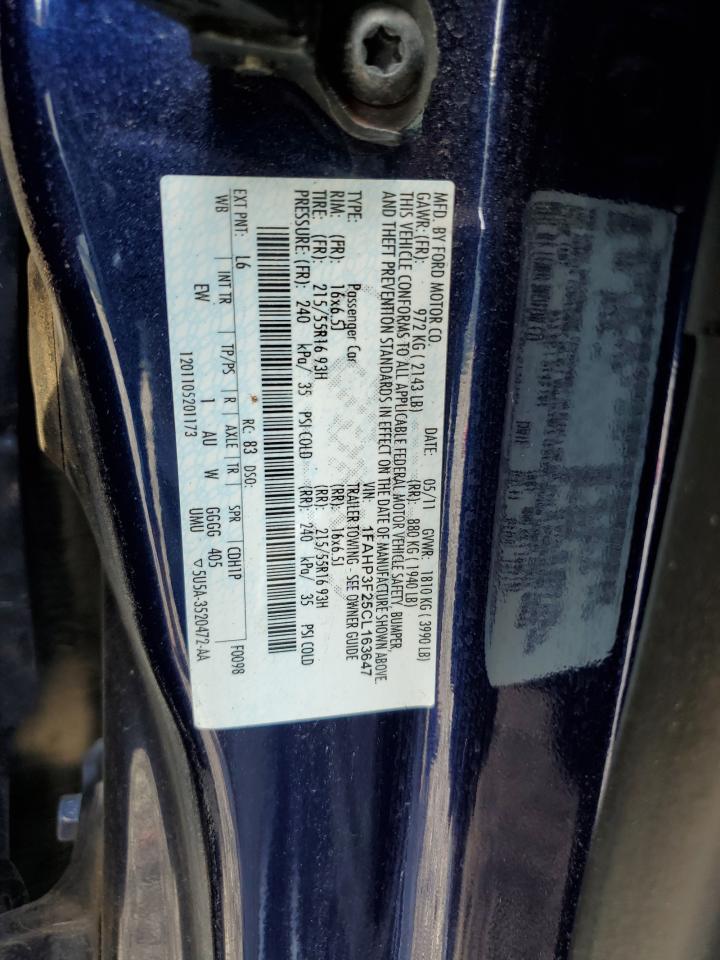 MFD. BY FORD MOTOR CO.
DATE: 05/11 GVWR: 1810 KG ( 3990 LB)
GAWR: (FR): 972 KG ( 2143 LB) (RR): 880 KG ( 1940 LB)
THIS VEHICLE CONFORMS TO ALL APPLICABLE FEDERAL MOTOR VEHICLE SAFETY, BUMPER,
AND THEFT PREVENTION STANDARDS IN EFFECT ON THE DATE OF MANUFACTURE SHOWN ABOVE.
VIN: 1FAHP3F25CL163647
TYPE: Passenger Car TRAILER TOWING - SEE OWNER GUIDE
RIM: (FR): 16x6.5J (RR): 16x6.5J
TIRE: (FR): 215/55R16 93H (RR): 215/55R16 93H
PRESSURE: (FR): 240 kPa/ 35 PSI COLD (RR): 240 kPa/ 35 PSI COLD
RC: 83 DSO: F0098
EXT PNT: L6
WB INT TR TP/PS R AXLE TR SPR CDH1P
EW 1 AU W GGGG 405
UMU
1201105201173 ▽5U5A-3520472-AA